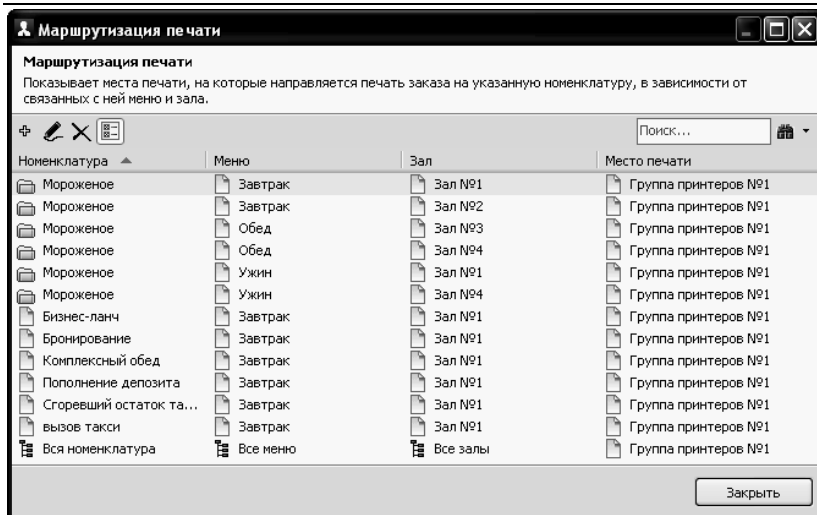 Маршрутизация печати
Маршрутизация печати
Показывает места печати, на которые направляется печать заказа на указанную номенклатуру, в зависимости от
связанных с ней меню и зала.
Поиск...
Номенклатура Меню Зал Место печати
Мороженое Завтрак Зал №1 Группа принтеров №1
Мороженое Завтрак Зал №2 Группа принтеров №1
Мороженое Обед Зал №3 Группа принтеров №1
Мороженое Обед Зал №4 Группа принтеров №1
Мороженое Ужин Зал №1 Группа принтеров №1
Мороженое Ужин Зал №4 Группа принтеров №1
Бизнес-ланч Завтрак Зал №1 Группа принтеров №1
Бронирование Завтрак Зал №1 Группа принтеров №1
Комплексный обед Завтрак Зал №1 Группа принтеров №1
Пополнение депозита Завтрак Зал №1 Группа принтеров №1
Сгоревший остаток та... Завтрак Зал №1 Группа принтеров №1
вызов такси Завтрак Зал №1 Группа принтеров №1
Вся номенклатура Все меню Все залы Группа принтеров №1
Закрыть